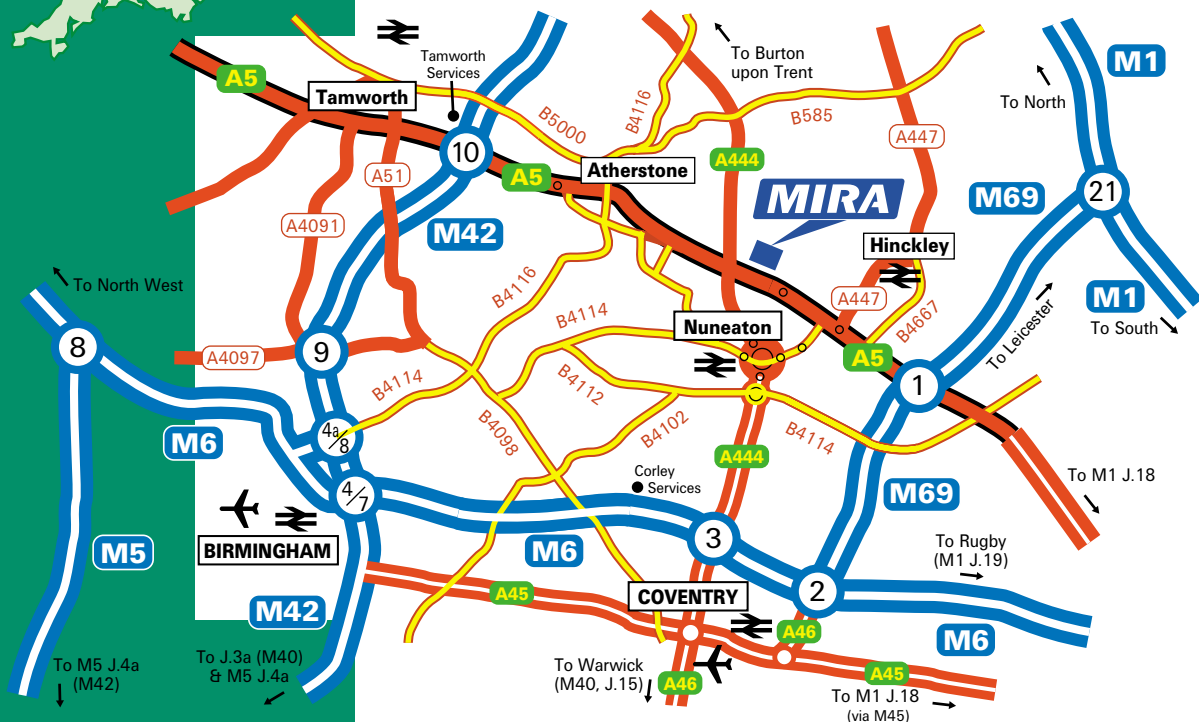 A5
Tamworth
Services
Tamworth
To Burton
upon Trent
M1
To North
B5000
B4116
B585
A447
10
A51
A5
Atherstone
A444
MIRA
M69
21
A4091
M42
Hinckley
To North West
B4116
A447
M1
To South
B4114
B4667
To Leicester
Nuneaton
8
9
A4097
A5
1
B4114
B4112
4a/8
M6
B4098
B4102
B4114
A444
Corley
Services
To M1 J.18
4/7
M69
M5
BIRMINGHAM
M6
3
To Rugby
(M1 J.19)
A45
COVENTRY
2
M42
A46
M6
To M5 J.4a
(M42)
To J.3a (M40)
& M5 J.4a
To Warwick
(M40, J.15)
A46
A45
To M1 J.18
(via M45)